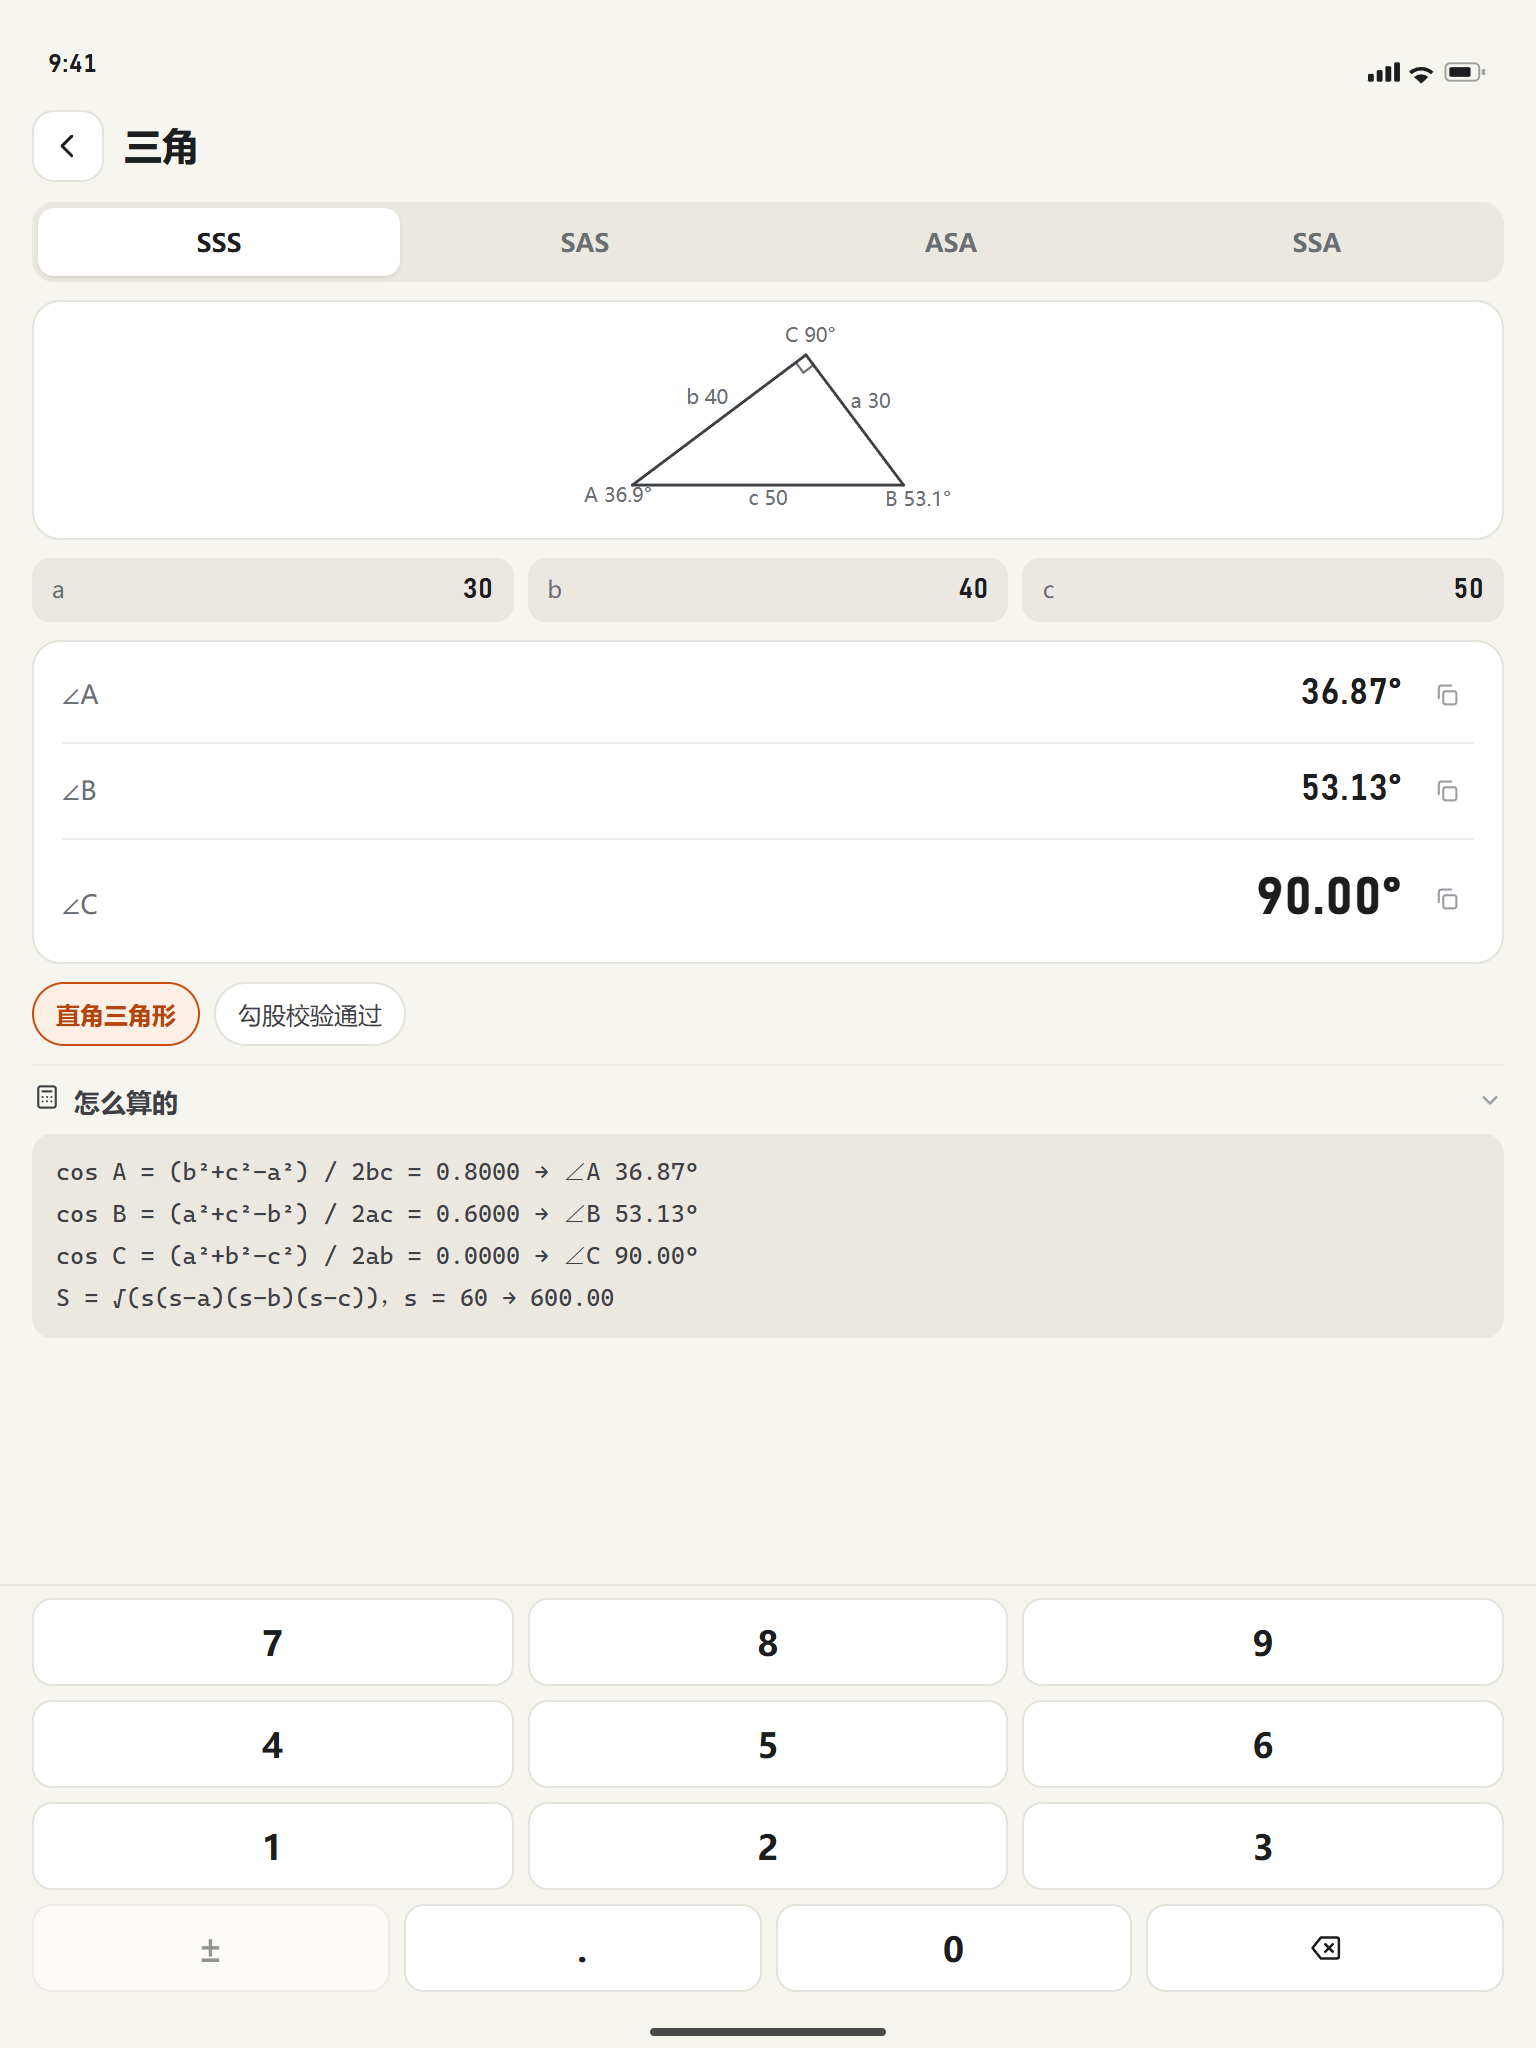 9:41
三角
SSS
SAS
ASA
SSA
C 90°
b 40
a 30
A 36.9°
c 50
B 53.1°
a 30
b 40
c 50
∠A 36.87°
∠B 53.13°
∠C 90.00°
直角三角形
勾股校验通过
怎么算的
cos A = (b²+c²−a²) / 2bc = 0.8000 → ∠A 36.87°
cos B = (a²+c²−b²) / 2ac = 0.6000 → ∠B 53.13°
cos C = (a²+b²−c²) / 2ab = 0.0000 → ∠C 90.00°
S = √(s(s−a)(s−b)(s−c)), s = 60 → 600.00
7
8
9
4
5
6
1
2
3
±
.
0